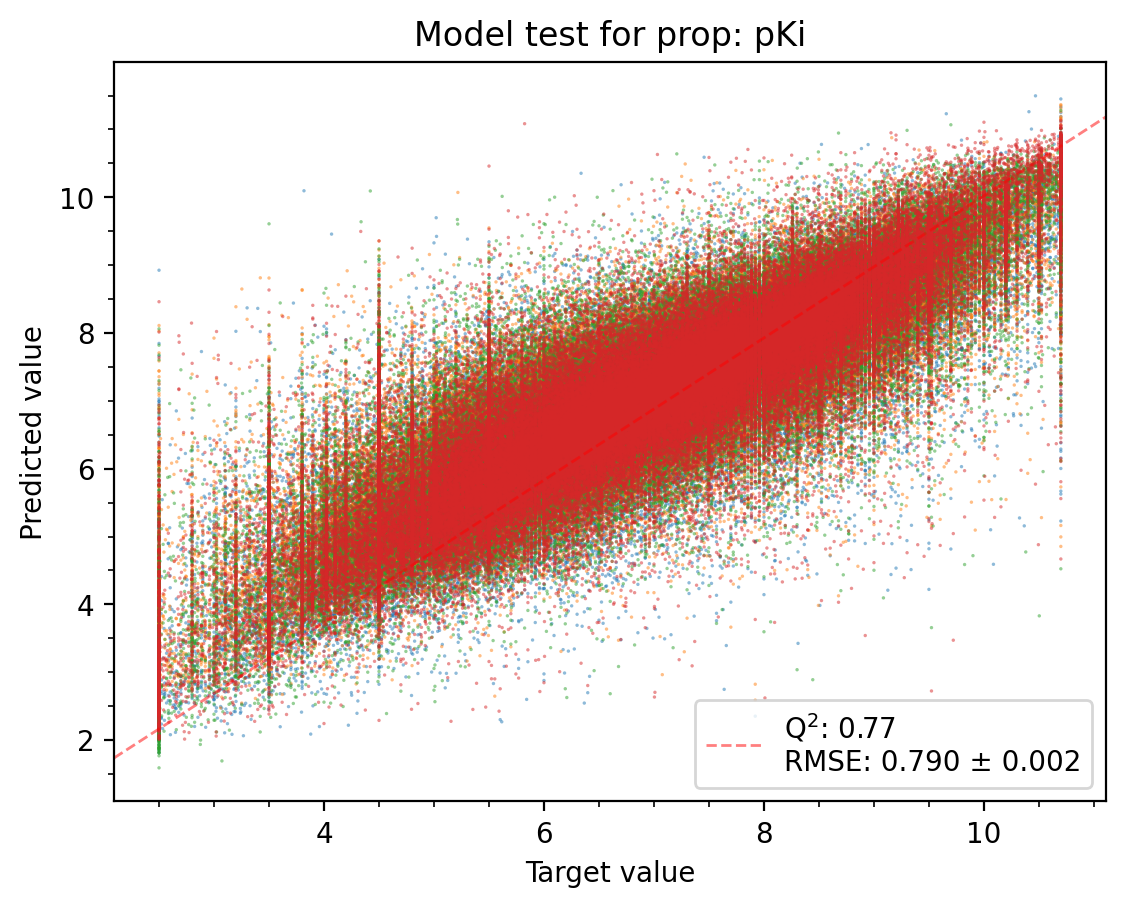 Model test for prop: pKi
Predicted value
10
8
6
4
2
4
6
8
10
Target value
Q²: 0.77
RMSE: 0.790 ± 0.002